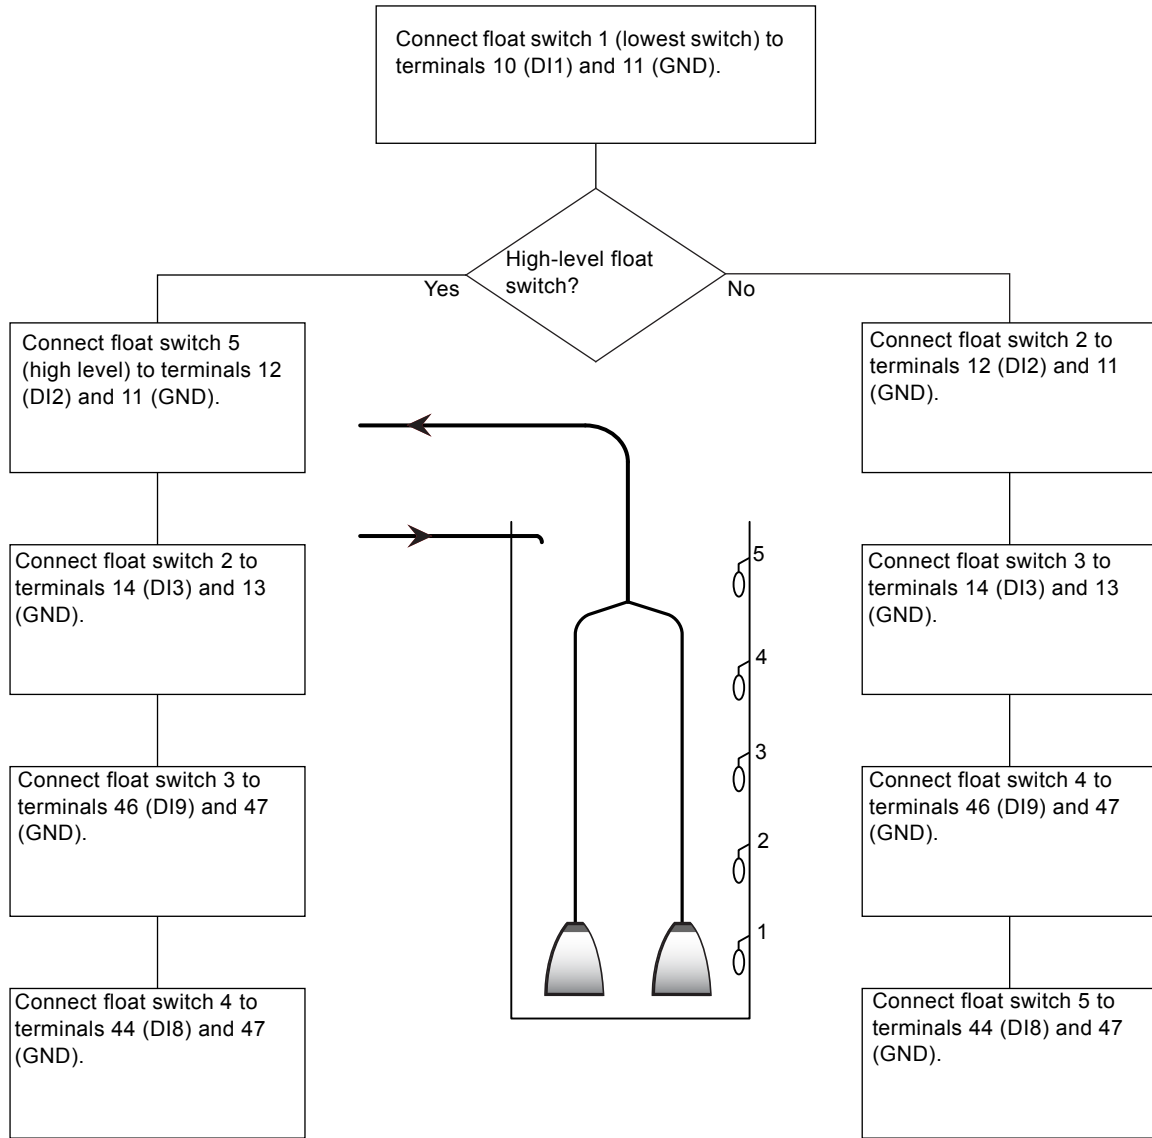 Connect float switch 1 (lowest switch) to
terminals 10 (DI1) and 11 (GND).
High-level float
switch?
Yes
No
Connect float switch 5
(high level) to terminals 12
(DI2) and 11 (GND).
Connect float switch 2 to
terminals 14 (DI3) and 13
(GND).
Connect float switch 3 to
terminals 46 (DI9) and 47
(GND).
Connect float switch 4 to
terminals 44 (DI8) and 47
(GND).
5
4
3
2
1
Connect float switch 2 to
terminals 12 (DI2) and 11
(GND).
Connect float switch 3 to
terminals 14 (DI3) and 13
(GND).
Connect float switch 4 to
terminals 46 (DI9) and 47
(GND).
Connect float switch 5 to
terminals 44 (DI8) and 47
(GND).